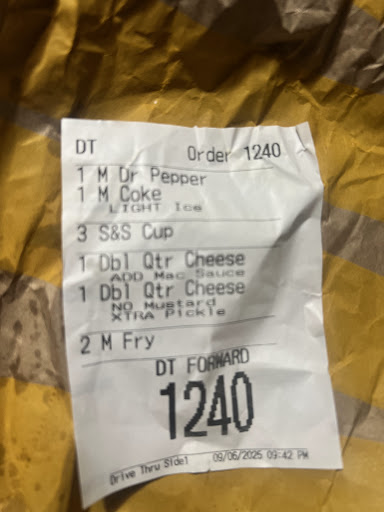 DT Order 1240
1 M Dr Pepper
1 M Coke
LIGHT Ice
3 S&S Cup
1 Dbl Qtr Cheese
ADD Mac Sauce
1 Dbl Qtr Cheese
NO Mustard
XTRA Pickle
2 M Fry
DT FORWARD
1240
Drive Thru Side1 09/06/2025 09:42 PM